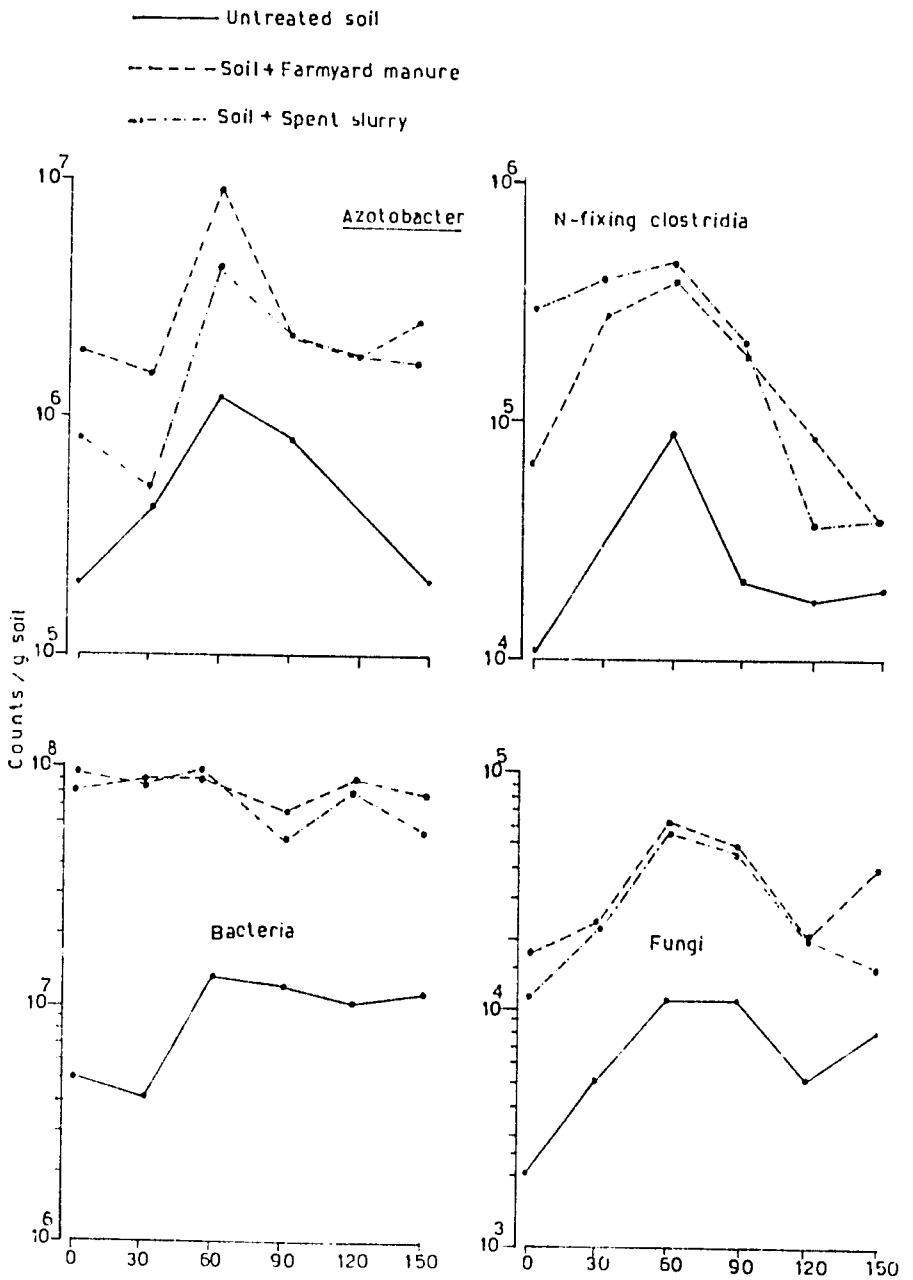 Untreated soil
Soil + Farmyard manure
Soil + Spent slurry
Counts / g soil
10^7
10^6
10^5
Azotobacter
10^6
10^5
10^4
N-fixing clostridia
10^8
10^7
10^6
Bacteria
0 30 60 90 120 150
10^5
10^4
10^3
Fungi
0 30 60 90 120 150